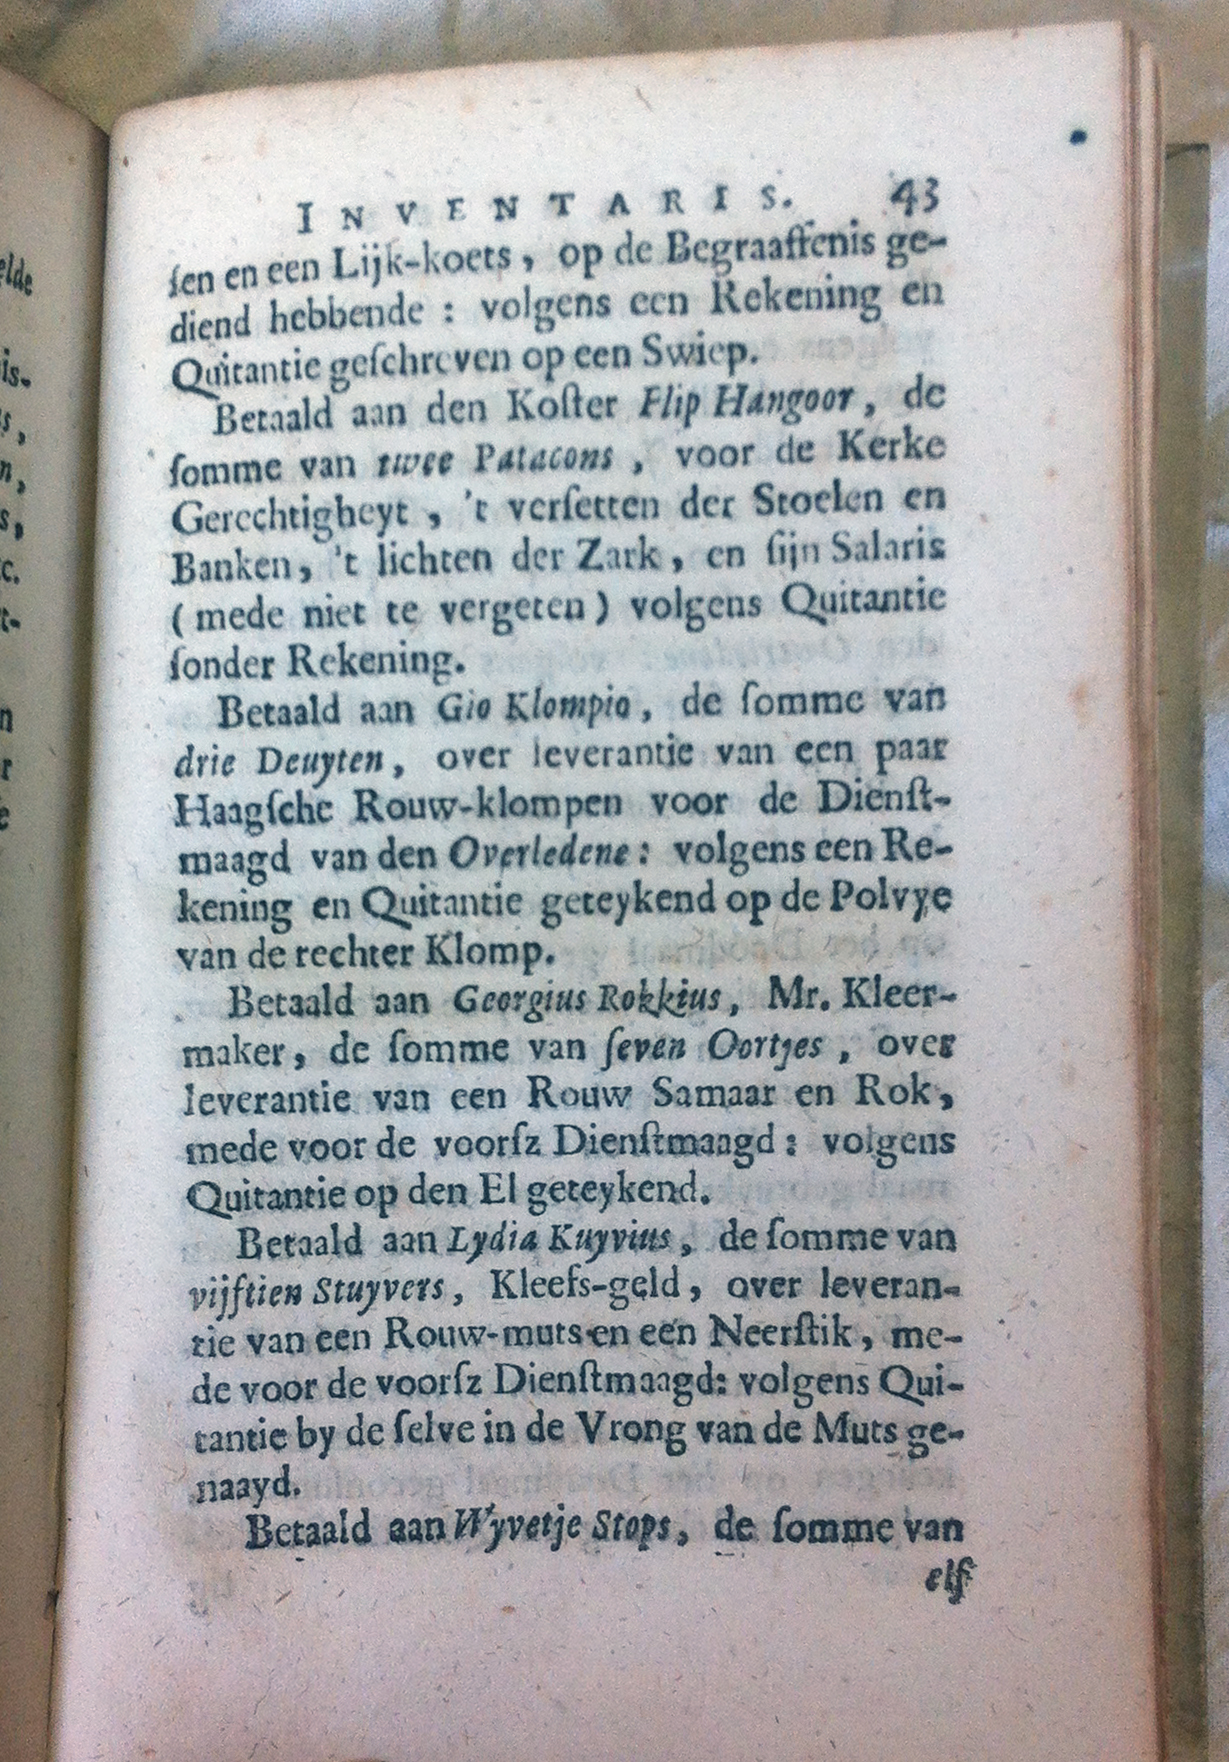 INVENTARIS. 43
ſen en een Lijk-koets, op de Begraaffenis ge-
diend hebbende : volgens een Rekening en
Quitantie geſchreven op een Swiep.
Betaald aan den Koſter Flip Hangoor, de
ſomme van twee Patacons, voor de Kerke
Gerechtigheyt, 't verſetten der Stoelen en
Banken, 't lichten der Zark, en ſijn Salaris
(mede niet te vergeten) volgens Quitantie
ſonder Rekening.
Betaald aan Gio Klompio, de ſomme van
drie Deuyten, over leverantie van een paar
Haagſche Rouw-klompen voor de Dienſt-
maagd van den Overledene: volgens een Re-
kening en Quitantie geteykend op de Polvye
van de rechter Klomp.
Betaald aan Georgius Rokkius, Mr. Kleer-
maker, de ſomme van ſeven Oortjes, over
leverantie van een Rouw Samaar en Rok,
mede voor de voorſz Dienſtmaagd: volgens
Quitantie op den El geteykend.
Betaald aan Lydia Kuyvius, de ſomme van
vijftien Stuyvers, Kleefs-geld, over leveran-
tie van een Rouw-muts en een Neerſtik, me-
de voor de voorſz Dienſtmaagd: volgens Qui-
tantie by de ſelve in de Vrong van de Muts ge-
naayd.
Betaald aan Wyvetje Stops, de ſomme van
elf
elde
is-
s,
n,
s,
c.
t-
n
r
e